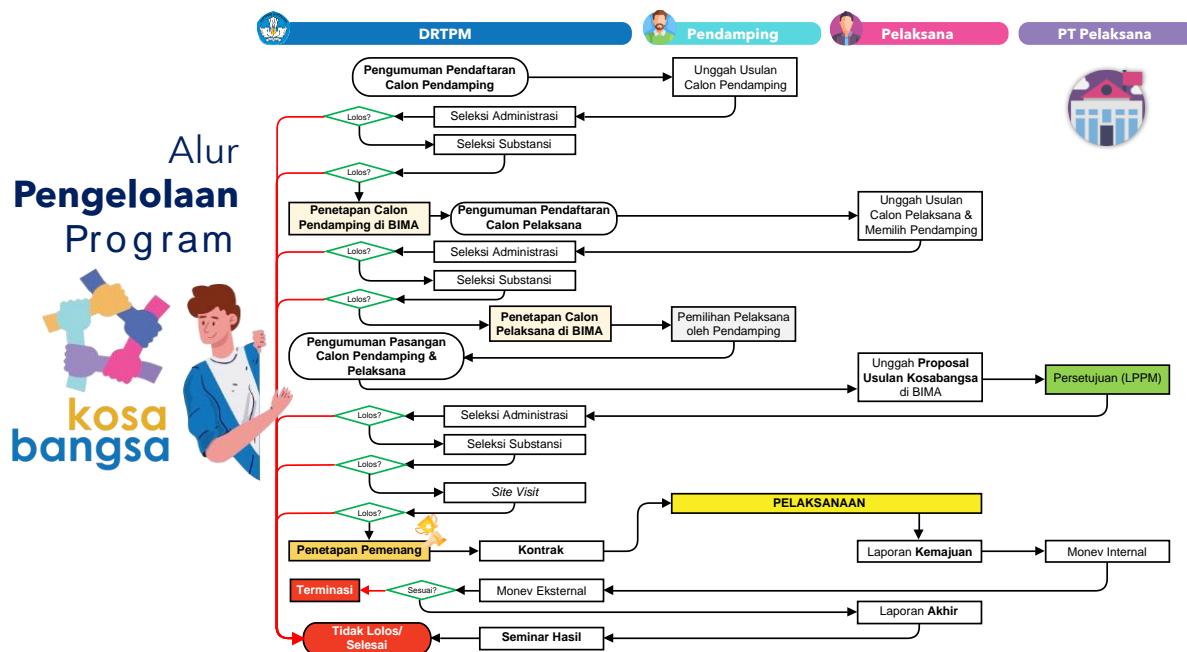 DRTPM
Pendamping
Pelaksana
PT Pelaksana
Alur
Pengelolaan
Program
kosa
bangsa
Pengumuman Pendaftaran
Calon Pendamping
Unggah Usulan
Calon Pendamping
Lolos?
Seleksi Administrasi
Seleksi Substansi
Lolos?
Penetapan Calon
Pendamping di BIMA
Pengumuman Pendaftaran
Calon Pelaksana
Unggah Usulan
Calon Pelaksana &
Memilih Pendamping
Lolos?
Seleksi Administrasi
Seleksi Substansi
Lolos?
Penetapan Calon
Pelaksana di BIMA
Pemilihan Pelaksana
oleh Pendamping
Pengumuman Pasangan
Calon Pendamping &
Pelaksana
Unggah Proposal
Usulan Kosabangsa
di BIMA
Persetujuan (LPPM)
Lolos?
Seleksi Administrasi
Seleksi Substansi
Lolos?
Site Visit
Lolos?
PELAKSANAAN
Penetapan Pemenang
Kontrak
Laporan Kemajuan
Monev Internal
Terminasi
Sesuai?
Monev Eksternal
Laporan Akhir
Tidak Lolos/
Selesai
Seminar Hasil